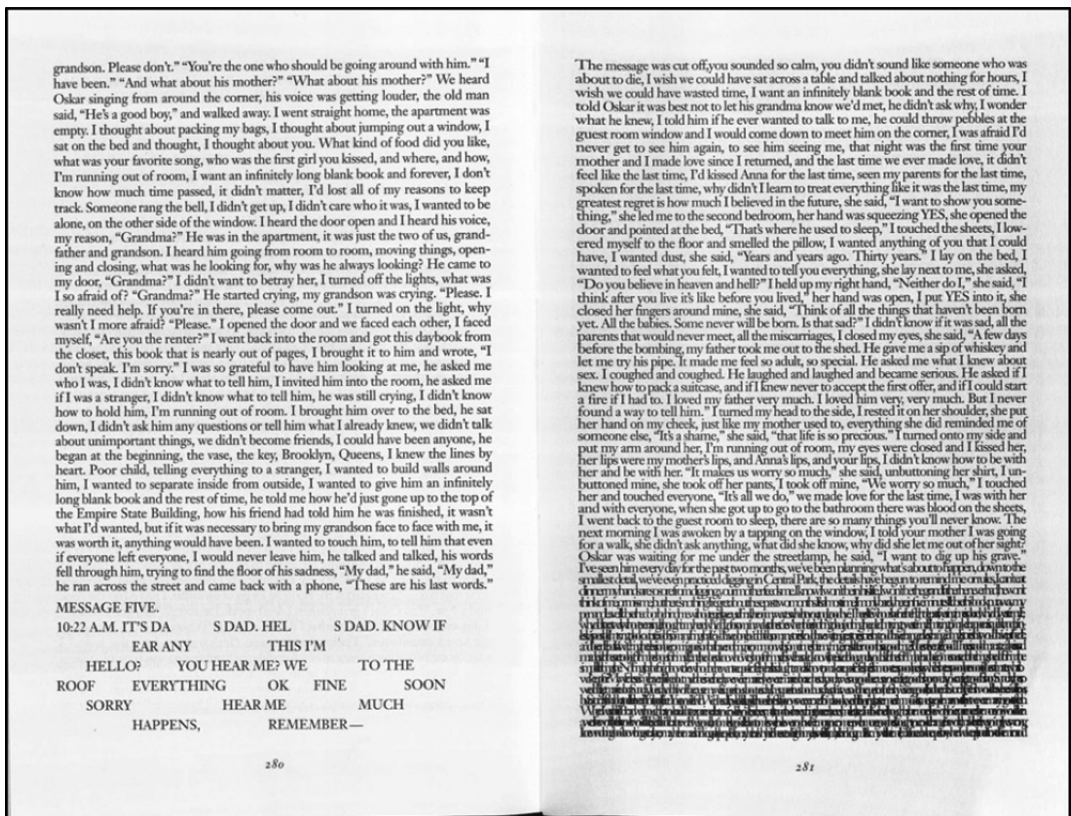 grandson. Please don't." "You're the one who should be going around with him." "I
have been." "And what about his mother?" "What about his mother?" We heard
Oskar singing from around the corner, his voice was getting louder, the old man
said, "He's a good boy," and walked away. I went straight home, the apartment was
empty. I thought about packing my bags, I thought about jumping out a window, I
sat on the bed and thought, I thought about you. What kind of food did you like,
what was your favorite song, who was the first girl you kissed, and where, and how,
I'm running out of room, I want an infinitely long blank book and forever, I don't
know how much time passed, it didn't matter, I'd lost all of my reasons to keep
track. Someone rang the bell, I didn't get up, I didn't care who it was, I wanted to be
alone, on the other side of the window. I heard the door open and I heard his voice,
my reason, "Grandma?" He was in the apartment, it was just the two of us, grand-
father and grandson. I heard him going from room to room, moving things, open-
ing and closing, what was he looking for, why was he always looking? He came to
my door, "Grandma?" I didn't want to betray her, I turned off the lights, what was
I so afraid of? "Grandma?" He started crying, my grandson was crying. "Please. I
really need help. If you're in there, please come out." I turned on the light, why
wasn't I more afraid? "Please." I opened the door and we faced each other, I faced
myself, "Are you the renter?" I went back into the room and got this daybook from
the closet, this book that is nearly out of pages, I brought it to him and wrote, "I
don't speak. I'm sorry." I was so grateful to have him looking at me, he asked me
who I was, I didn't know what to tell him, I invited him into the room, he asked me
if I was a stranger, I didn't know what to tell him, he was still crying, I didn't know
how to hold him, I'm running out of room. I brought him over to the bed, he sat
down, I didn't ask him any questions or tell him what I already knew, we didn't talk
about unimportant things, we didn't become friends, I could have been anyone, he
began at the beginning, the vase, the key, Brooklyn, Queens, I knew the lines by
heart. Poor child, telling everything to a stranger, I wanted to build walls around
him, I wanted to separate inside from outside, I wanted to give him an infinitely
long blank book and the rest of time, he told me how he'd just gone up to the top of
the Empire State Building, how his friend had told him he was finished, it wasn't
what I'd wanted, but if it was necessary to bring my grandson face to face with me, it
was worth it, anything would have been. I wanted to touch him, to tell him that even
if everyone left everyone, I would never leave him, he talked and talked, his words
fell through him, trying to find the floor of his sadness, "My dad," he said, "My dad,"
he ran across the street and came back with a phone, "These are his last words."
MESSAGE FIVE.
10:22 A.M. IT'S DA S DAD. HEL S DAD. KNOW IF
EAR ANY THIS I'M
HELLO? YOU HEAR ME? WE TO THE
ROOF EVERYTHING OK FINE SOON
SORRY HEAR ME MUCH
HAPPENS, REMEMBER—
280
The message was cut off, you sounded so calm, you didn't sound like someone who was
about to die, I wish we could have sat across a table and talked about nothing for hours, I
wish we could have wasted time, I want an infinitely blank book and the rest of time. I
told Oskar it was best not to let his grandma know we'd met, he didn't ask why, I wonder
what he knew, I told him if he ever wanted to talk to me, he could throw pebbles at the
guest room window and I would come down to meet him on the corner, I was afraid I'd
never get to see him again, to see him seeing me, that night was the first time your
mother and I made love since I returned, and the last time we ever made love, it didn't
feel like the last time, I'd kissed Anna for the last time, seen my parents for the last time,
spoken for the last time, why didn't I learn to treat everything like it was the last time, my
greatest regret is how much I believed in the future, she said, "I want to show you some-
thing," she led me to the second bedroom, her hand was squeezing YES, she opened the
door and pointed at the bed, "That's where he used to sleep," I touched the sheets, I low-
ered myself to the floor and smelled the pillow, I wanted anything of you that I could
have, I wanted dust, she said, "Years and years ago. Thirty years." I lay on the bed, I
wanted to feel what you felt, I wanted to tell you everything, she lay next to me, she asked,
"Do you believe in heaven and hell?" I held up my right hand, "Neither do I," she said, "I
think after you live it's like before you lived," her hand was open, I put YES into it, she
closed her fingers around mine, she said, "Think of all the things that haven't been born
yet. All the babies. Some never will be born. Is that sad?" I didn't know if it was sad, all the
parents that would never meet, all the miscarriages, I closed my eyes, she said, "A few days
before the bombing, my father took me out to the shed. He gave me a sip of whiskey and
let me try his pipe. It made me feel so adult, so special. He asked me what I knew about
sex. I coughed and coughed. He laughed and laughed and became serious. He asked if I
knew how to pack a suitcase, and if I knew never to accept the first offer, and if I could start
a fire if I had to. I loved my father very much. I loved him very, very much. But I never
found a way to tell him." I turned my head to the side, I rested it on her shoulder, she put
her hand on my cheek, just like my mother used to, everything she did reminded me of
someone else, "It's a shame," she said, "that life is so precious." I turned onto my side and
put my arm around her, I'm running out of room, my eyes were closed and I kissed her,
her lips were my mother's lips, and Anna's lips, and your lips, I didn't know how to be with
her and be with her. "It makes us worry so much," she said, unbuttoning her shirt, I un-
buttoned mine, she took off her pants, I took off mine, "We worry so much," I touched
her and touched everyone, "It's all we do," we made love for the last time, I was with her
and with everyone, when she got up to go to the bathroom there was blood on the sheets,
I went back to the guest room to sleep, there are so many things you'll never know. The
next morning I was awoken by a tapping on the window, I told your mother I was going
for a walk, she didn't ask anything, what did she know, why did she let me out of her sight?
Oskar was waiting for me under the streetlamp, he said, "I want to dig up his grave."
I've seen him every day for the past two months, we've been planning what's about to happen, down to the
smallest detail, we've even practiced digging in Central Park, the details have begun to remind me of rules,
281